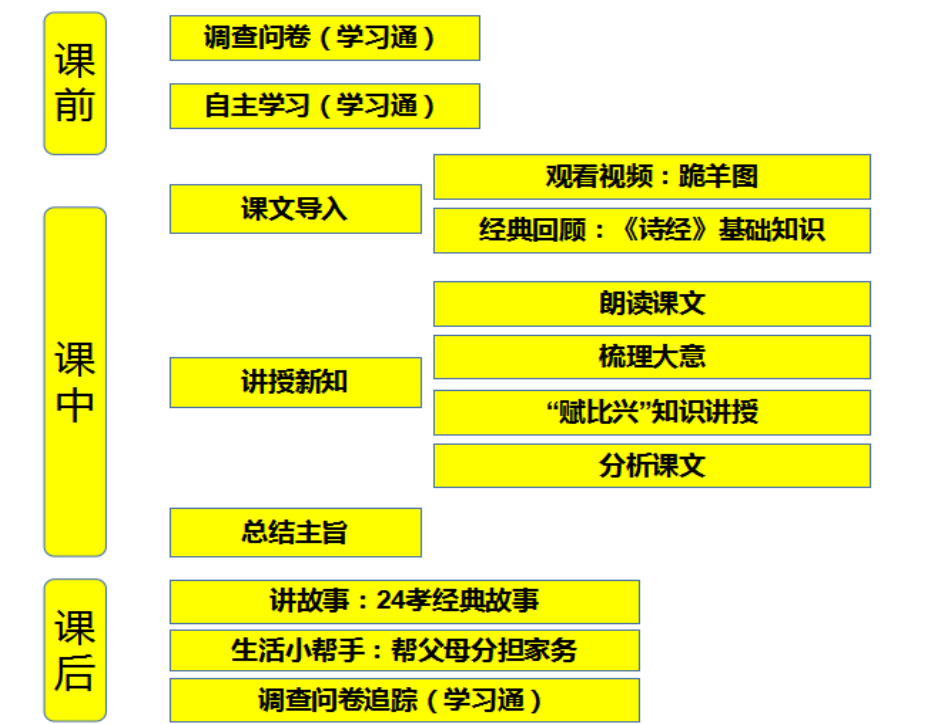 课前
调查问卷（学习通）
自主学习（学习通）
课中
课文导入
观看视频：跪羊图
经典回顾：《诗经》基础知识
讲授新知
朗读课文
梳理大意
“赋比兴”知识讲授
分析课文
总结主旨
课后
讲故事：24孝经典故事
生活小帮手：帮父母分担家务
调查问卷追踪（学习通）